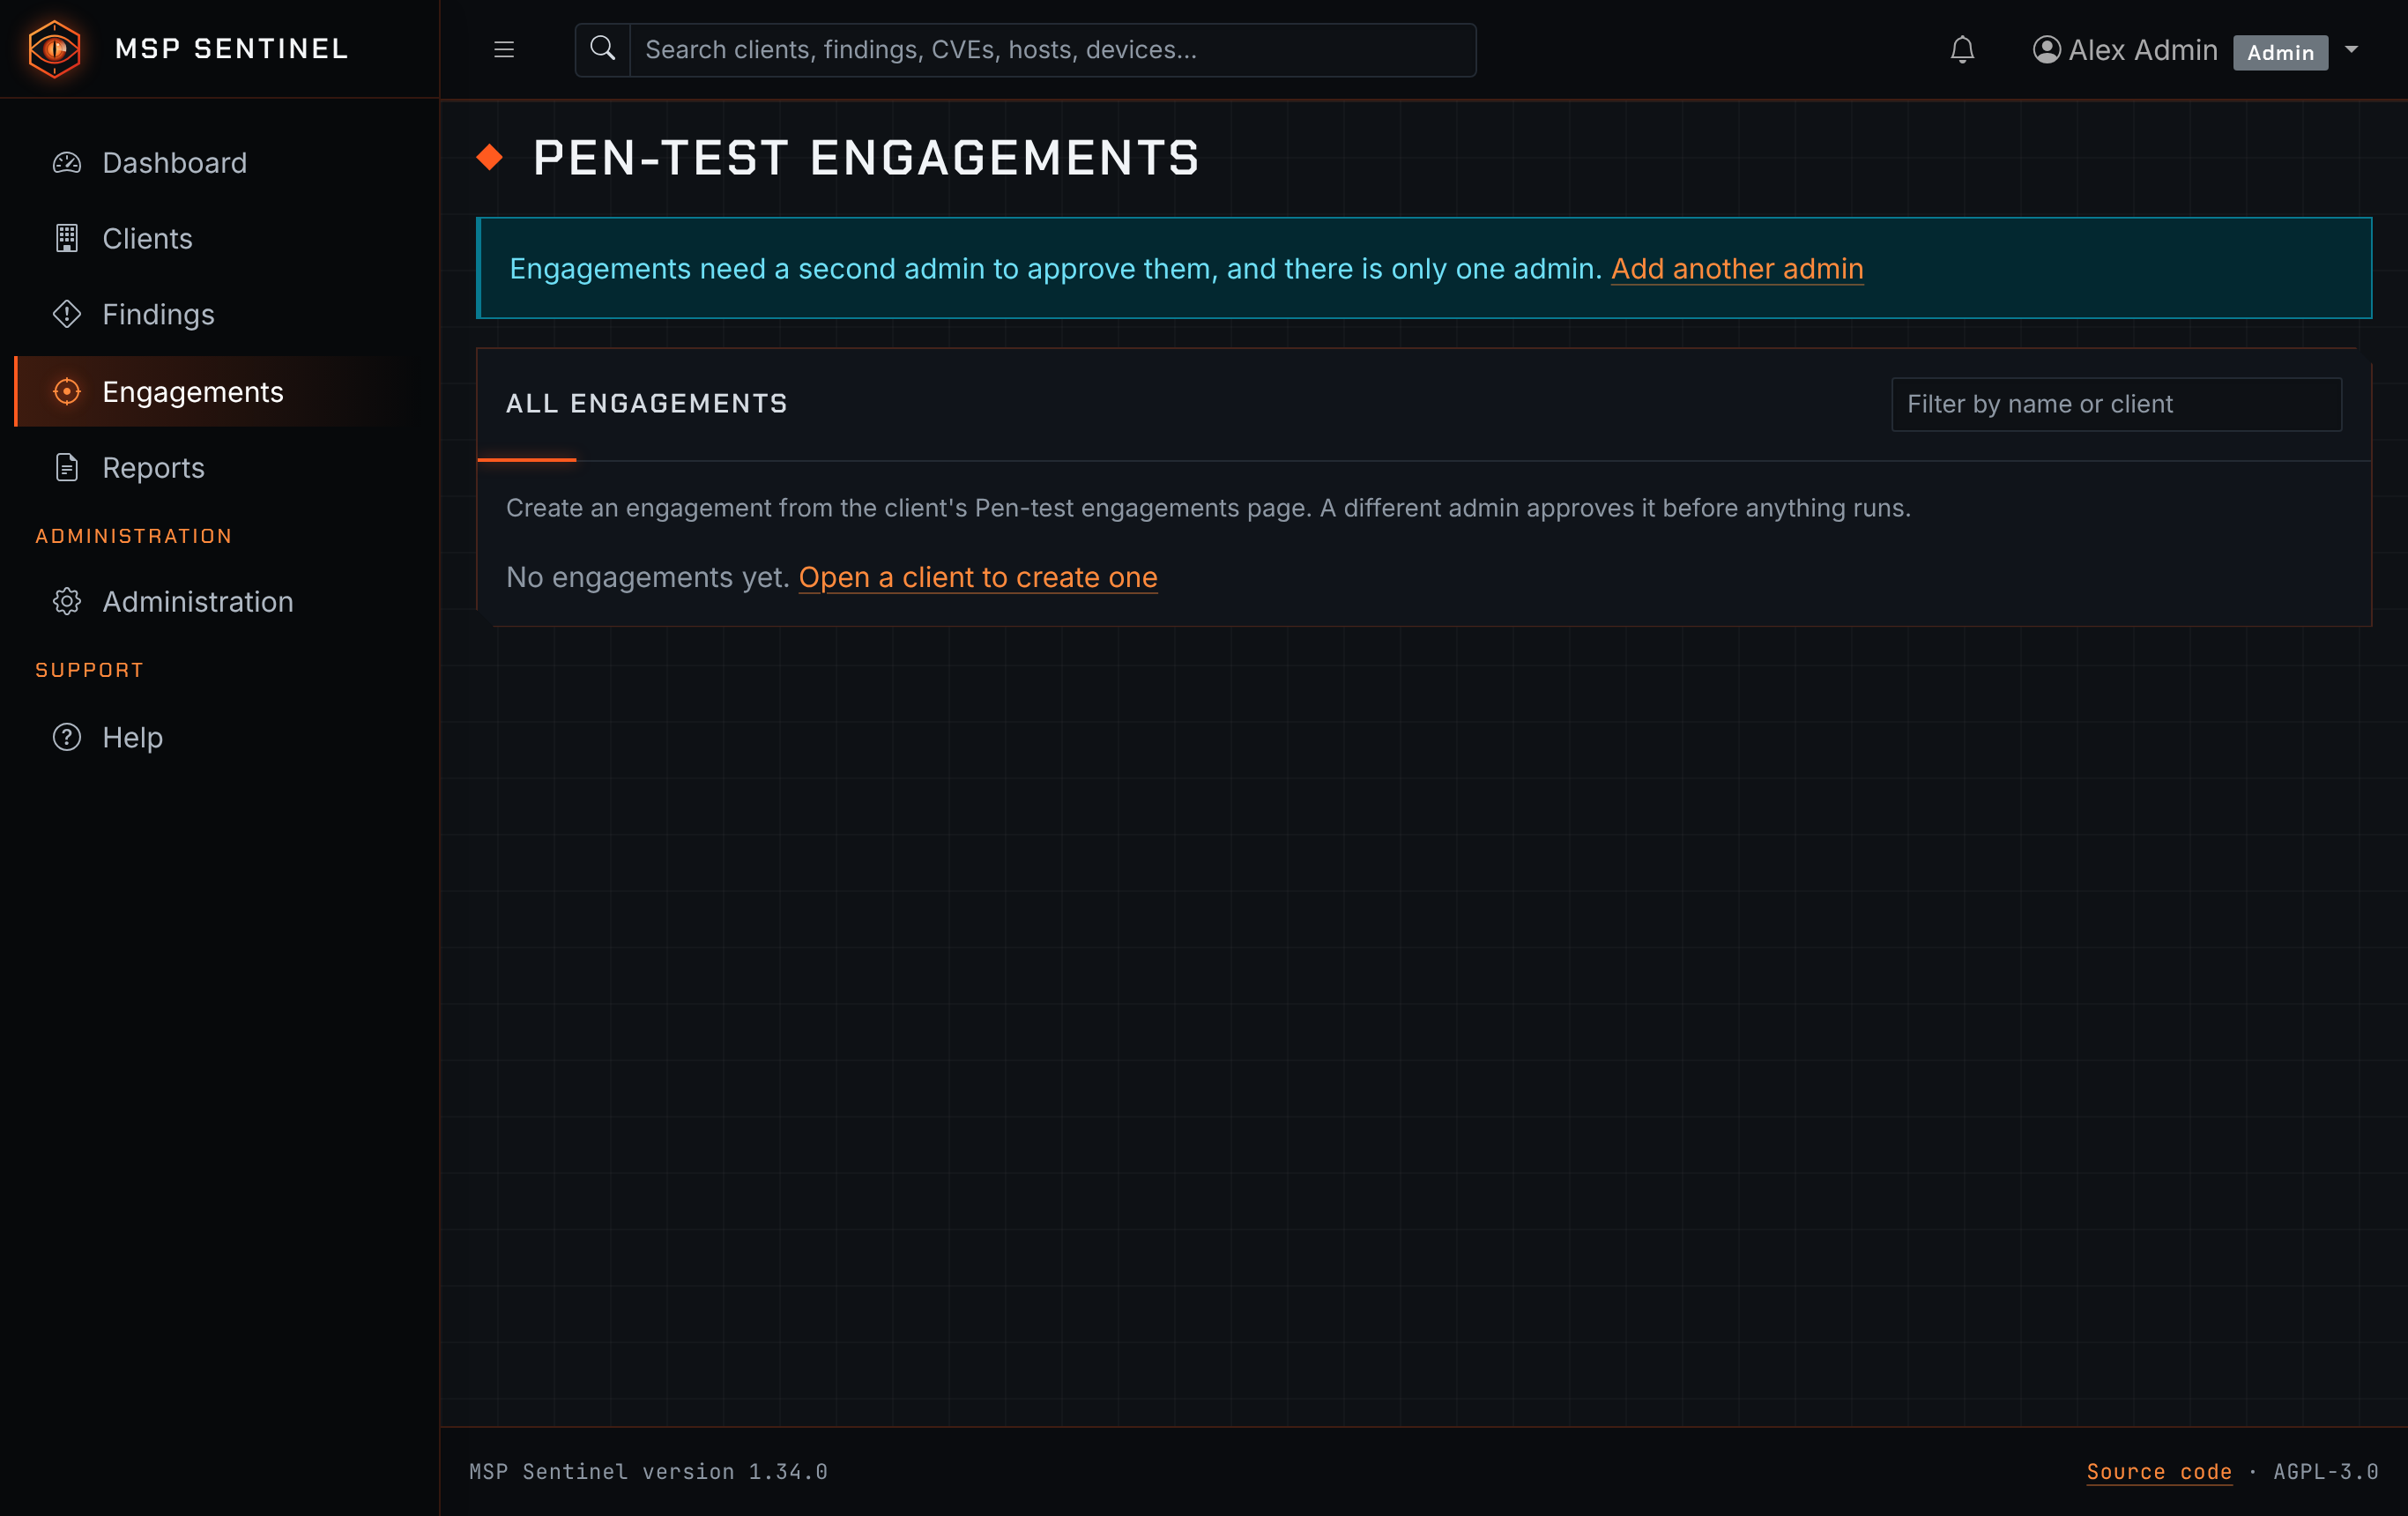 MSP SENTINEL
Search clients, findings, CVEs, hosts, devices...
Alex Admin Admin
Dashboard
Clients
Findings
Engagements
Reports
ADMINISTRATION
Administration
SUPPORT
Help
PEN-TEST ENGAGEMENTS
Engagements need a second admin to approve them, and there is only one admin. Add another admin
ALL ENGAGEMENTS
Filter by name or client
Create an engagement from the client's Pen-test engagements page. A different admin approves it before anything runs.
No engagements yet. Open a client to create one
MSP Sentinel version 1.34.0
Source code · AGPL-3.0